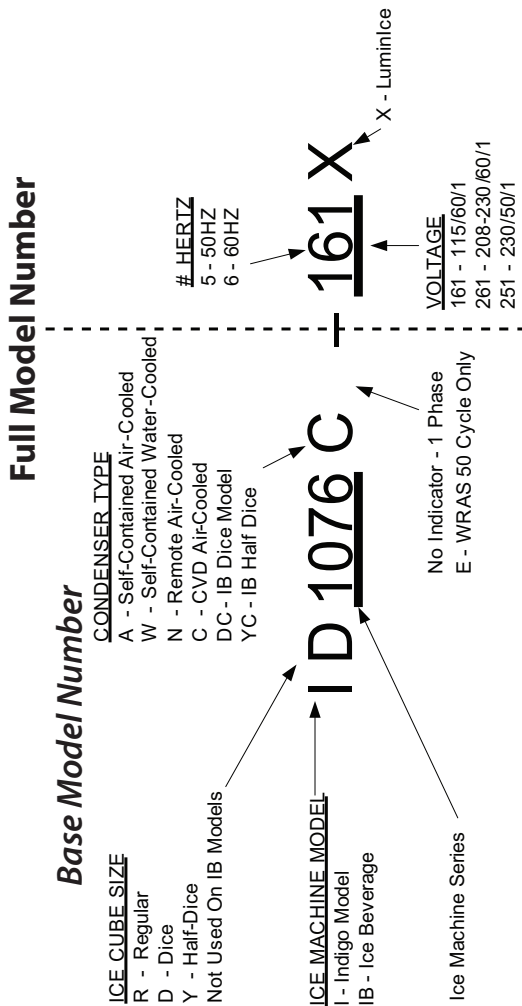 Full Model Number
Base Model Number
ICE CUBE SIZE
R - Regular
D - Dice
Y - Half-Dice
Not Used On IB Models
CONDENSER TYPE
A - Self-Contained Air-Cooled
W - Self-Contained Water-Cooled
N - Remote Air-Cooled
C - CVD Air-Cooled
DC - IB Dice Model
YC - IB Half Dice
# HERTZ
5 - 50HZ
6 - 60HZ
I D 1076 C - 161 X
ICE MACHINE MODEL
I - Indigo Model
IB - Ice Beverage
Ice Machine Series
No Indicator - 1 Phase
E - WRAS 50 Cycle Only
VOLTAGE
161 - 115/60/1
261 - 208-230/60/1
251 - 230/50/1
X - LuminIce